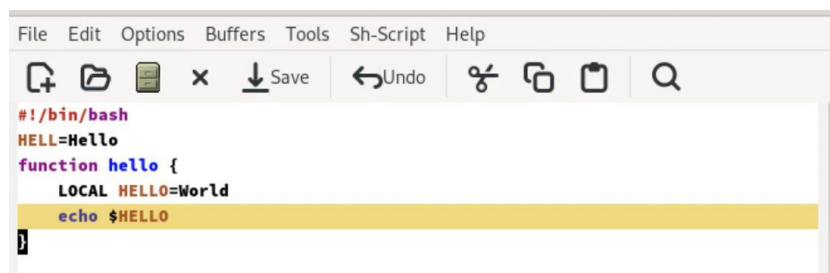 File Edit Options Buffers Tools Sh-Script Help
Save Undo
#!/bin/bash
HELL=Hello
function hello {
    LOCAL HELLO=World
    echo $HELLO
}